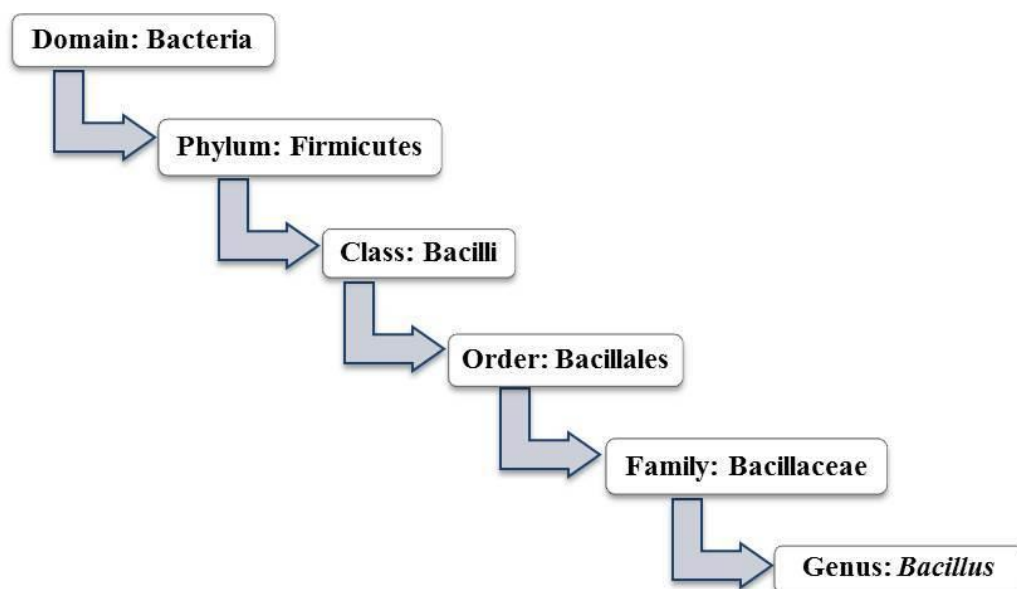 Domain: Bacteria
Phylum: Firmicutes
Class: Bacilli
Order: Bacillales
Family: Bacillaceae
Genus: Bacillus